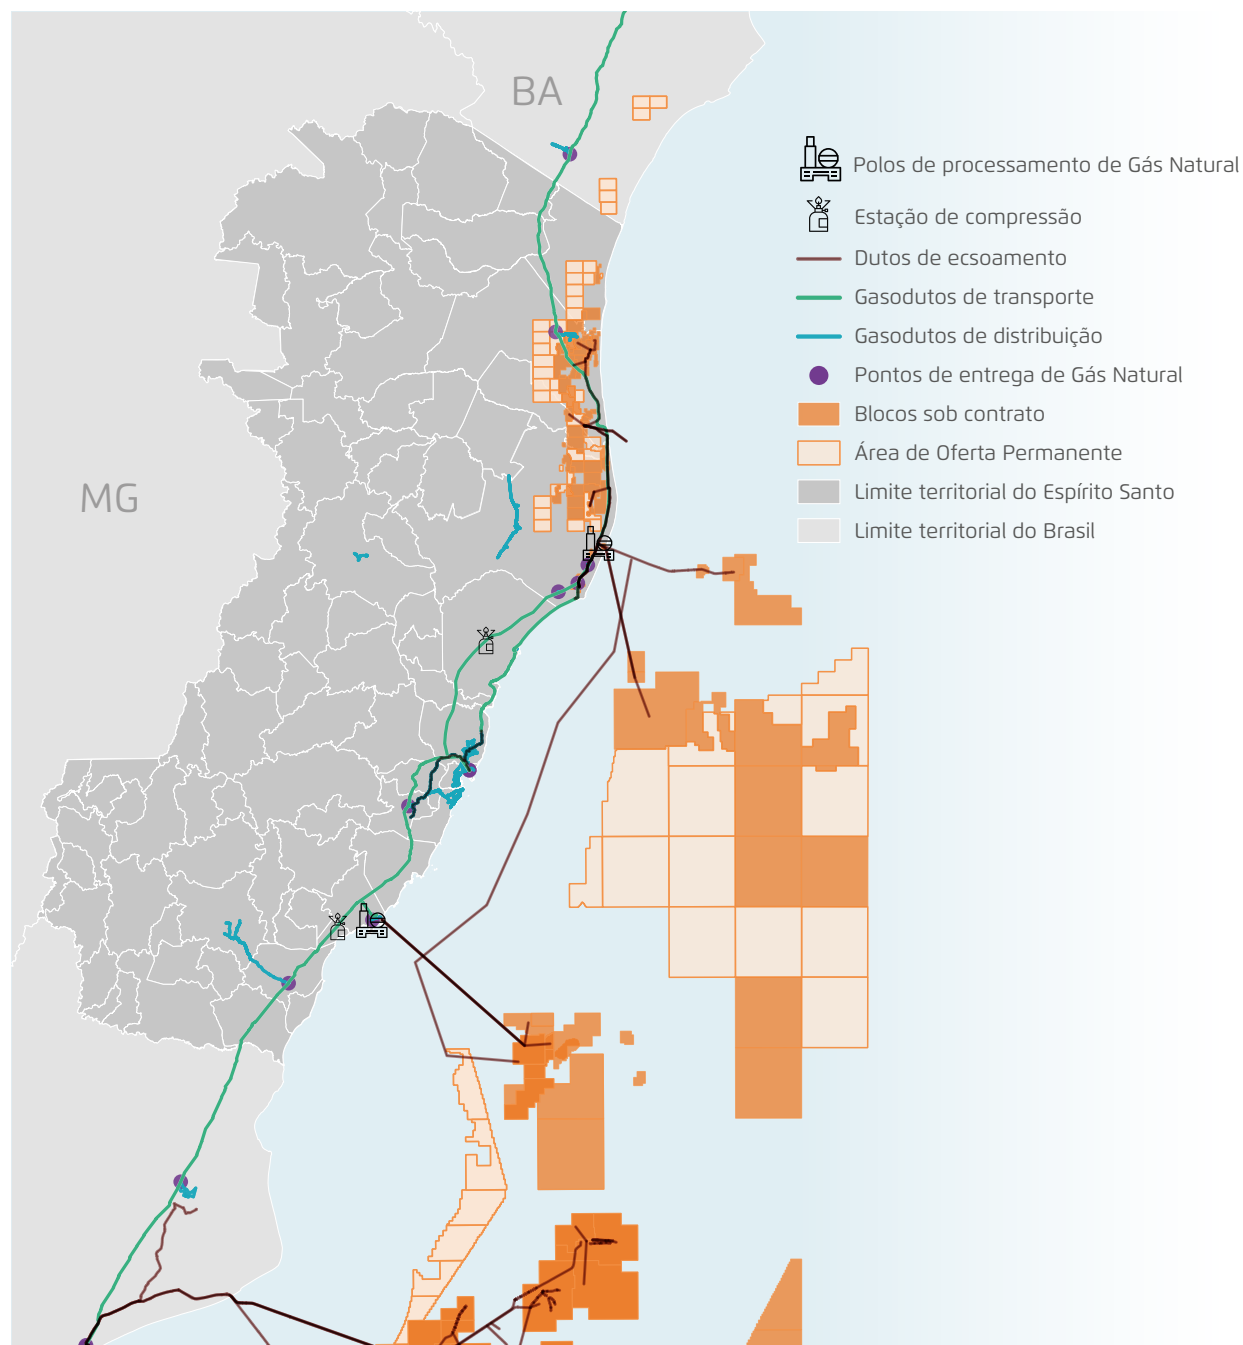 BA
MG
Polos de processamento de Gás Natural
Estação de compressão
Dutos de ecsoamento
Gasodutos de transporte
Gasodutos de distribuição
Pontos de entrega de Gás Natural
Blocos sob contrato
Área de Oferta Permanente
Limite territorial do Espírito Santo
Limite territorial do Brasil